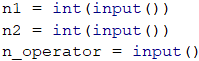 n1 = int(input())
n2 = int(input())
n_operator = input()